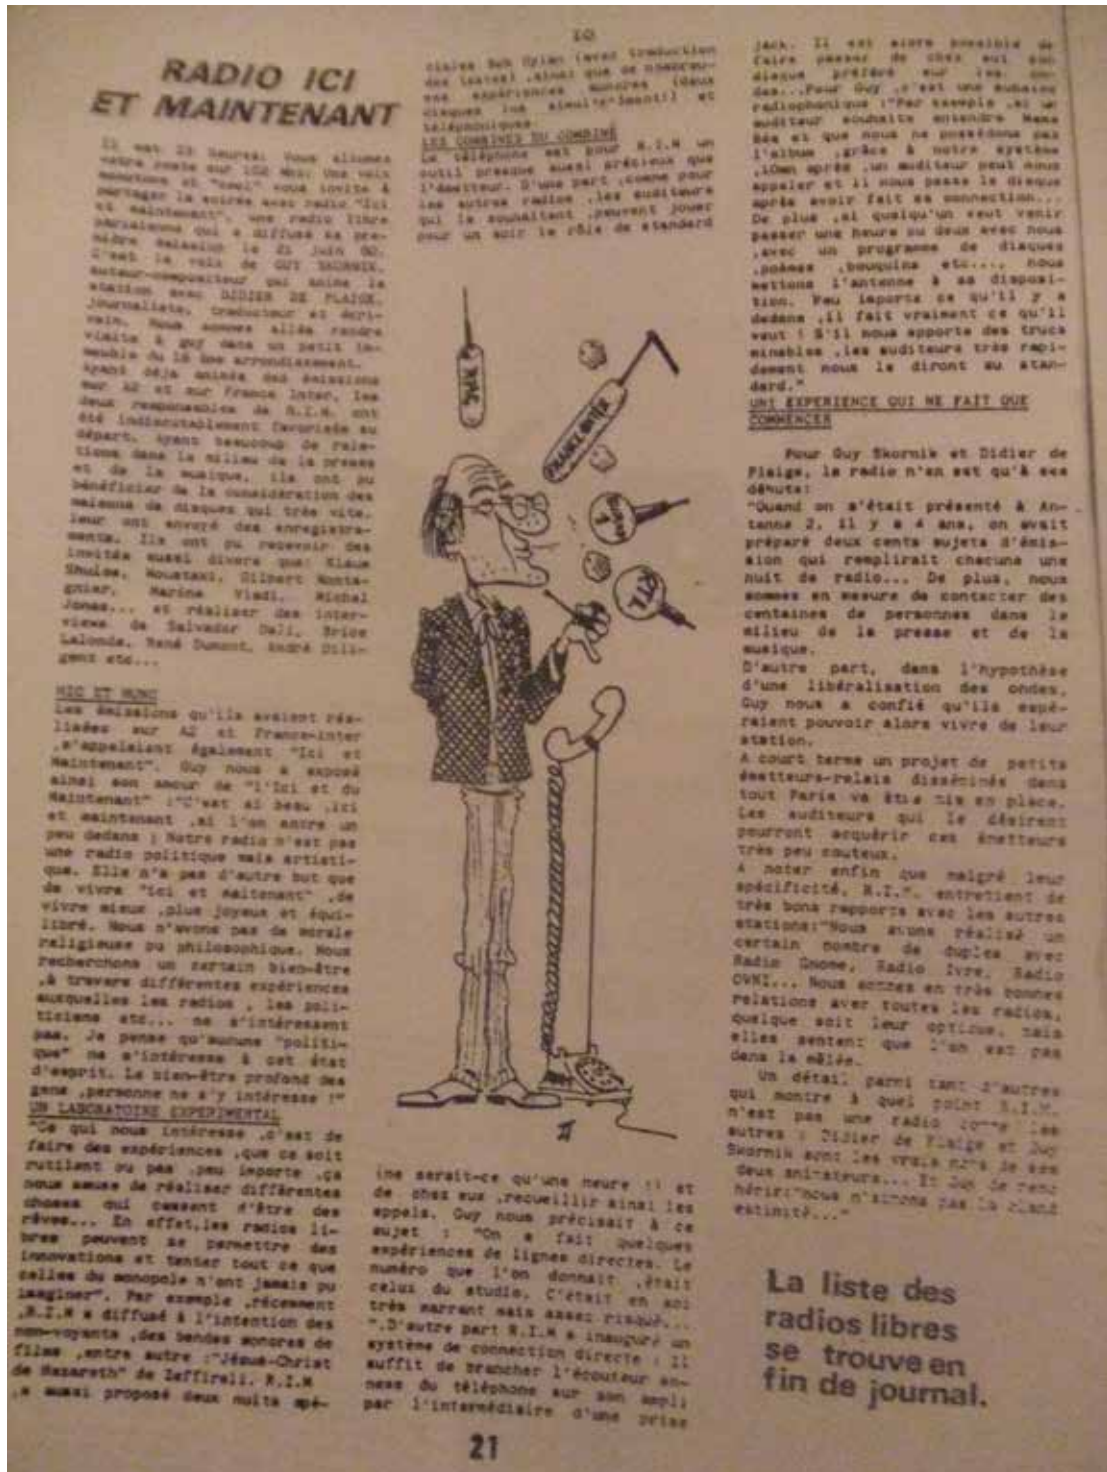 10
RADIO ICI
ET MAINTENANT
Il est 23 heures: Vous allumez
votre poste sur 102 Mhz: Une voix
monotone et "cool" vous invite à
partager la soirée avec radio "Ici
et maintenant", une radio libre
parisienne qui a diffusé sa pre-
mière émission le 21 juin 80.
C'est la voix de GUY SKORNIK,
auteur-compositeur qui anime la
station avec DIDIER DE PLAIGE,
journaliste, traducteur et écri-
vain. Nous sommes allés rendre
visite à guy dans un petit im-
meuble du 18 ème arrondissement.
Ayant déja animés des émissions
sur A2 et sur France Inter, les
deux responsables de R.I.M. ont
été indiscutablement favorisés au
départ. Ayant beaucoup de rela-
tions dans le milieu de la presse
et de la musique, ils ont pu
bénéficier de la considération des
maisons de disques qui très vite,
leur ont envoyé des enregistre-
ments. Ils ont pu recevoir des
invités aussi divers que: Klaus
Shulze, Moustaki, Gilbert Monta-
gnier, Marina Vladi, Michel
Jonas... et réaliser des inter-
views de Salvador Dali, Brice
Lalonde, René Dumont, André Dili-
gent etc...
HIC ET NUNC
Les émissions qu'ils avaient réa-
lisées sur A2 et France-inter
,s'appelaient également "Ici et
Maintenant". Guy nous a exposé
ainsi son amour de "l'Ici et du
Maintenant" :"C'est si beau ,ici
et maintenant ,si l'on entre un
peu dedans ; Notre radio n'est pas
une radio politique mais artisti-
que. Elle n'a pas d'autre but que
de vivre "ici et maitenant" ,de
vivre mieux ,plus joyeux et équi-
libré. Nous n'avons pas de morale
religieuse ou philosophique. Nous
recherchons un certain bien-être
,à travers différentes expériences
auxquelles les radios , les poli-
ticiens etc... ne s'intéressent
pas. Je pense qu'aucune "politi-
que" ne s'intéresse à cet état
d'esprit. Le bien-être profond des
gens ,personne ne s'y intéresse !"
UN LABORATOIRE EXPERIMENTAL
"Ce qui nous intéresse ,c'est de
faire des expériences ,que ce soit
rutilant ou pas ,peu importe ,ça
nous amuse de réaliser différentes
choses qui cessent d'être des
rêves... En effet,les radios li-
bres peuvent se permettre des
innovations et tenter tout ce que
celles du monopole n'ont jamais pu
imaginer". Par exemple ,récemment
,R.I.M a diffusé à l'intention des
non-voyants ,des bandes sonores de
films ,entre autre :"Jésus-Christ
de Nazareth" de Zeffireli. R.I.M
,a aussi proposé deux nuits spé-
ciales Bob Dylan (avec traduction
des textes) ,ainsi que de nombreu-
ses expériences sonores (deux
disques lus simultanément!) et
téléphoniques.
LES COMBINES DU COMBINE
Le téléphone est pour R.I.M un
outil presque aussi précieux que
l'émetteur. D'une part ,comme pour
les autres radios ,les auditeurs
qui le souhaitent ,peuvent jouer
pour un soir le rôle de standard
FRANCE INTER
EUROPE 1
RTL
ine serait-ce qu'une heure !) et
de chez eux ,recueillir ainsi les
appels. Guy nous précisait à ce
sujet : "On a fait quelques
expériences de lignes directes. Le
numéro que l'on donnait ,était
celui du studio. C'était en soi
très marrant mais assez risqué...
".D'autre part R.I.M a inauguré un
système de connection directe : Il
suffit de brancher l'écouteur an-
nexe du téléphone sur son ampli
par l'intermédiaire d'une prise
jack. Il est alors possible de
faire passer de chez soi son
disque préféré sur les on-
des...Pour Guy ,c'est une aubaine
radiophonique :"Par exemple ,si un
auditeur souhaite entendre Mama
Béa et que nous ne possédons pas
l'album ,grâce à notre système
,10mn après ,un auditeur peut nous
appeler et il nous passe le disque
après avoir fait sa connection...
De plus ,si quelqu'un veut venir
passer une heure ou deux avec nous
,avec un programme de disques
,poèmes ,bouquins etc..., nous
mettons l'antenne à sa disposi-
tion. Peu importe ce qu'il y a
dedans ,il fait vraiment ce qu'il
veut ! S'il nous apporte des trucs
minables ,les auditeurs très rapi-
dement nous le diront au stan-
dard."
UNE EXPERIENCE QUI NE FAIT QUE
COMMENCER
Pour Guy Skornik et Didier de
Plaige, la radio n'en est qu'à ses
débuts:
"Quand on s'était présenté à An-
tenne 2, il y a 4 ans, on avait
préparé deux cents sujets d'émis-
sion qui remplirait chacune une
nuit de radio... De plus, nous
sommes en mesure de contacter des
centaines de personnes dans le
milieu de la presse et de la
musique.
D'autre part, dans l'hypothèse
d'une libéralisation des ondes,
Guy nous a confié qu'ils espé-
raient pouvoir alors vivre de leur
station.
A court terme un projet de petits
émetteurs-relais disséminés dans
tout Paris va être mis en place.
Les auditeurs qui le désirent
pourront acquérir ces émetteurs
très peu couteux.
A noter enfin que malgré leur
spécificité, R.I.M. entretient de
très bons rapports avec les autres
stations:"Nous avons réalisé un
certain nombre de duplex avec
Radio Gnome, Radio Ivre, Radio
OVNI... Nous sommes en très bonnes
relations aver toutes les radios,
quelque soit leur optique, mais
elles sentent que l'on est pas
dans la mêlée.
Un détail parmi tant d'autres
qui montre à quel point R.I.M.
n'est pas une radio comme les
autres : Didier de Plaige et Guy
Skornik sont les vrais noms de ses
deux animateurs... Et Guy de renc
hérir:"nous n'aimons pas la cland
estinité..."
La liste des
radios libres
se trouve en
fin de journal.
21